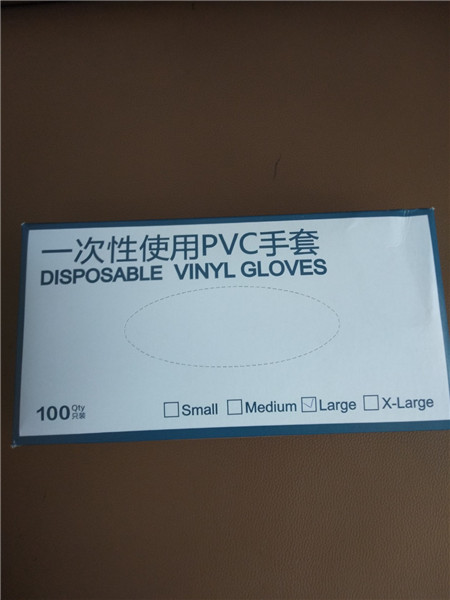 一次性使用PVC手套
DISPOSABLE VINYL GLOVES
100 Qty 只装
☐Small ☐Medium ☑Large ☐X-Large